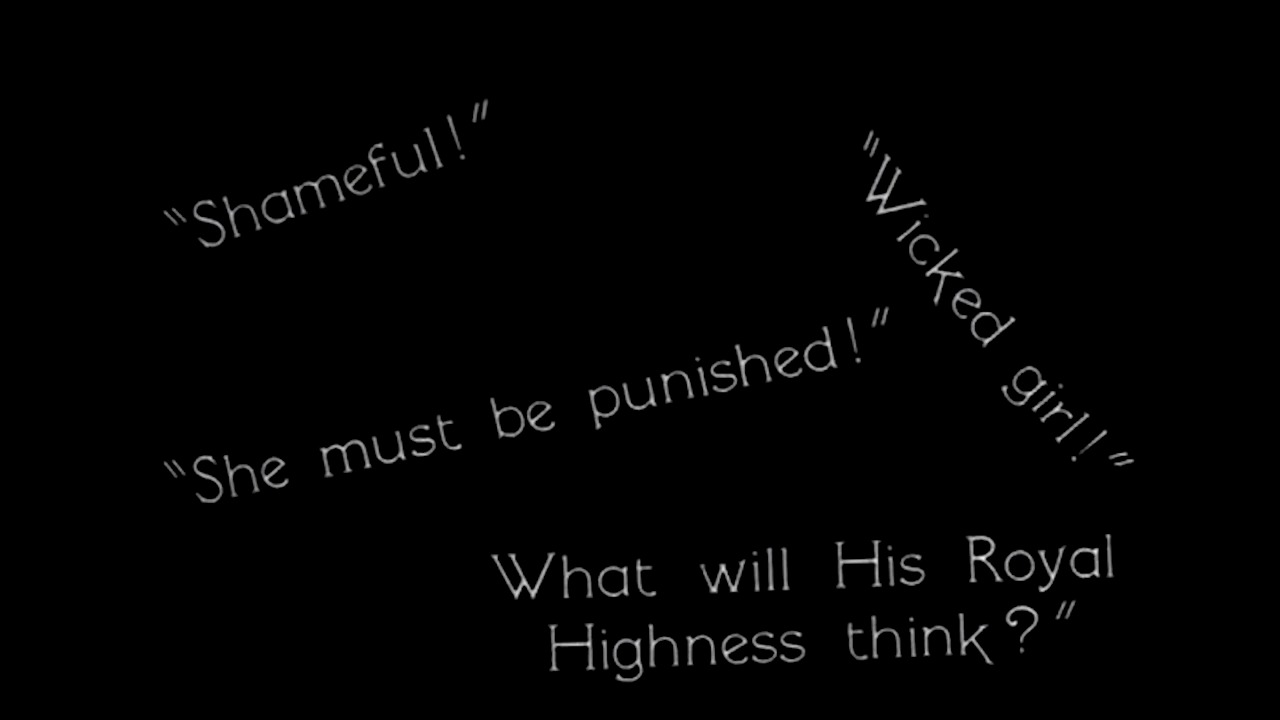 “Shameful!”
“Wicked girl!”
“She must be punished!”
What will His Royal
Highness think?”